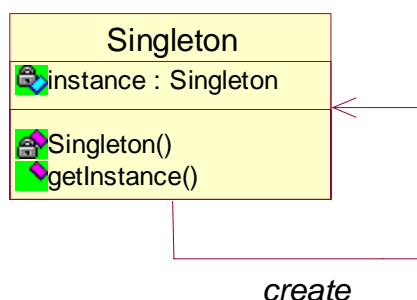 Singleton
instance : Singleton
Singleton()
getInstance()
create